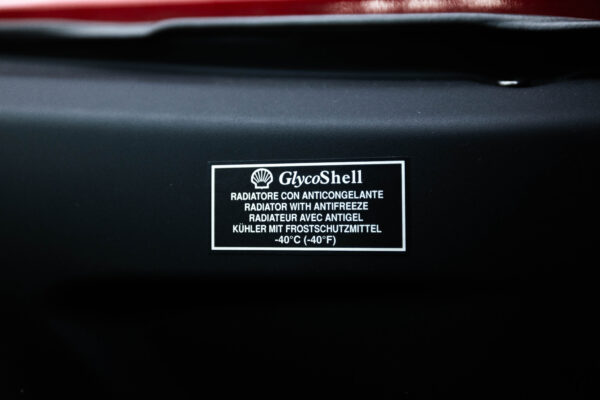 GlycoShell
RADIATORE CON ANTICONGELANTE
RADIATOR WITH ANTIFREEZE
RADIATEUR AVEC ANTIGEL
KÜHLER MIT FROSTSCHUTZMITTEL
-40°C (-40°F)